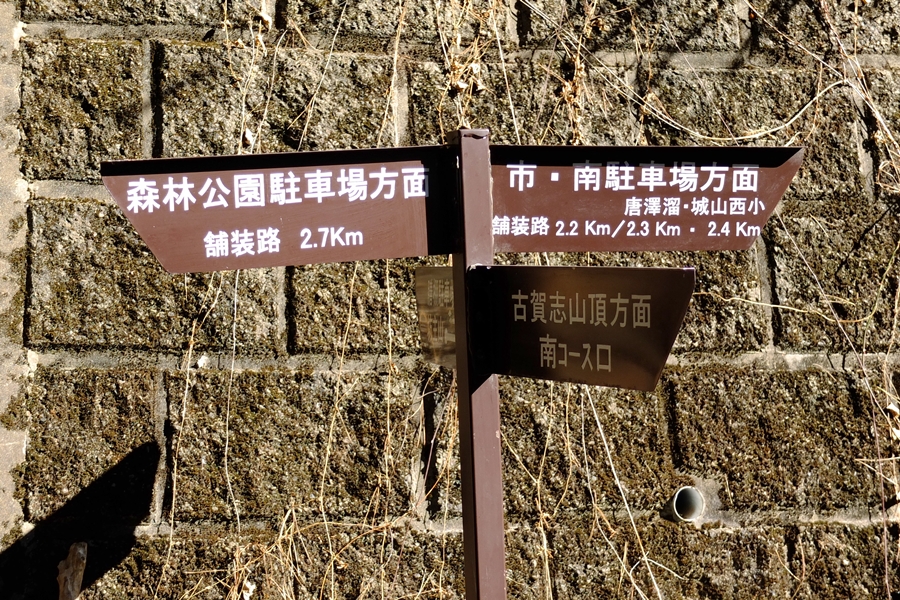 森林公園駐車場方面
舗装路 2.7Km
市・南駐車場方面
唐澤溜・城山西小
舗装路 2.2 Km／2.3 Km・ 2.4 Km
古賀志山頂方面
南コース口